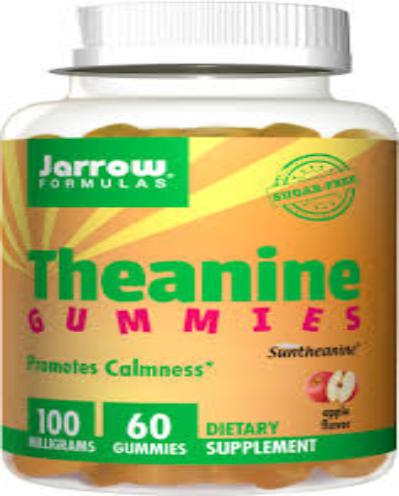 Jarrow
FORMULAS
SUGAR-FREE
Theanine
GUMMIES
Suntheanine®
Promotes Calmness*
apple
flavor
100
MILLIGRAMS
60
GUMMIES
DIETARY
SUPPLEMENT